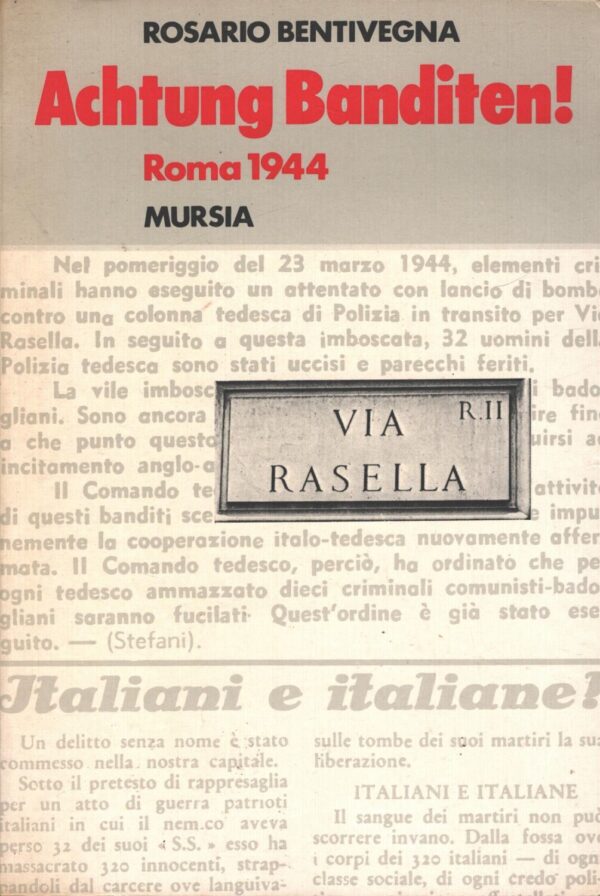 ROSARIO BENTIVEGNA
Achtung Banditen!
Roma 1944
MURSIA
Nel pomeriggio del 23 marzo 1944, elementi cri
minali hanno eseguito un attentato con lancio di bomb
contro una colonna tedesca di Polizia in transito per Vi
Rasella. In seguito a questa imboscata, 32 uomini dell
Polizia tedesca sono stati uccisi e parecchi feriti.
La vile imbosc
i bado
gliani. Sono ancora
ire fin
a che punto questo
uirsi a
incitamento anglo-a
Il Comando te
attivit
di questi banditi sce
e impu
nemente la cooperazione italo-tedesca nuovamente affer
mata. Il Comando tedesco, perciò, ha ordinato che pe
ogni tedesco ammazzato dieci criminali comunisti-bado
gliani saranno fucilati. Quest'ordine è già stato ese
guito. — (Stefani).
VIA R.II
RASELLA
Italiani e italiane!
Un delitto senza nome è stato
commesso nella nostra capitale.
Sotto il pretesto di rappresaglia
per un atto di guerra patrioti
italiani in cui il nem.co aveva
perso 32 dei suoi « S.S. » esso ha
massacrato 320 innocenti, strap-
pandoli dal carcere ove languiva-
sulle tombe dei suoi martiri la sua
liberazione.
ITALIANI E ITALIANE
Il sangue dei martiri non può
scorrere invano. Dalla fossa ove
i corpi dei 320 italiani — di ogn
classe sociale, di ogni credo poli-